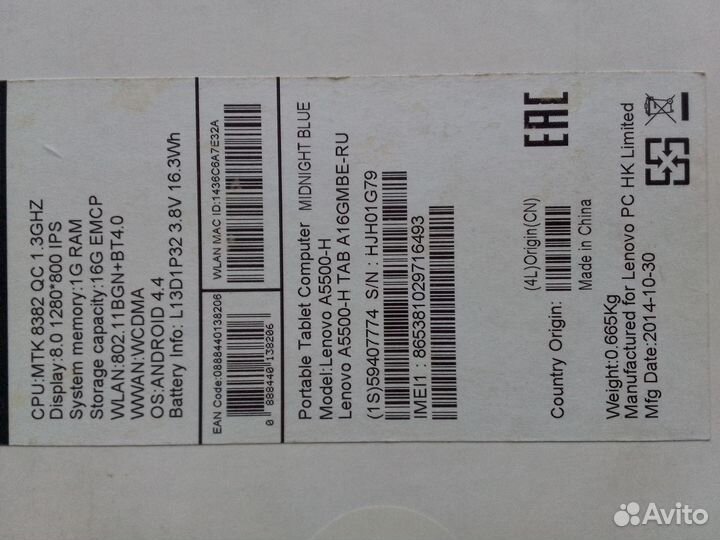 CPU:MTK 8382 QC 1.3GHZ
Display:8.0 1280*800 IPS
System memory:1G RAM
Storage capacity:16G EMCP
WLAN:802.11BGN+BT4.0
WWAN:WCDMA
OS:ANDROID 4.4
Battery Info: L13D1P32 3.8V 16.3Wh
EAN Code:0888440138206
0 888440 138206
WLAN MAC ID:1436C6A7E32A
Portable Tablet Computer MIDNIGHT BLUE
Model:Lenovo A5500-H
Lenovo A5500-H TAB A16GMBE-RU
(1S)59407774 S/N : HJH01G79
IMEI1 : 865381029716493
EAC
Country Origin:
(4L)Origin(CN)
Made in China
Weight:0.665Kg
Manufactured for Lenovo PC HK Limited
Mfg Date:2014-10-30
Avito